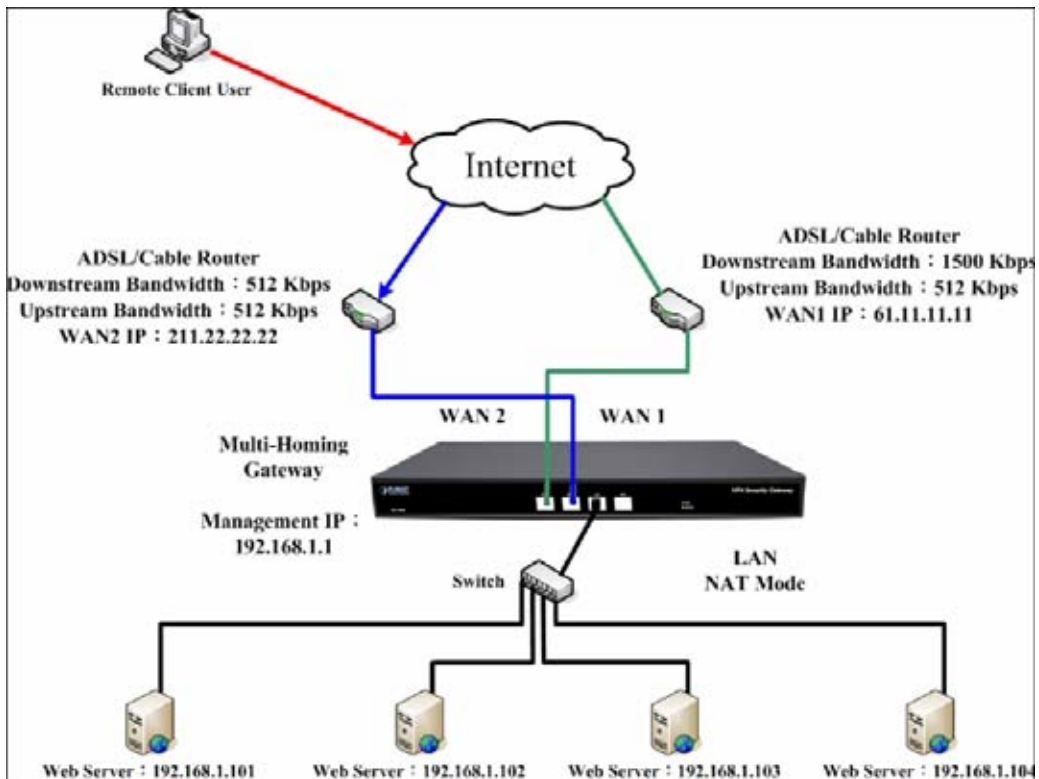 Remote Client User
Internet
ADSL/Cable Router
Downstream Bandwidth：512 Kbps
Upstream Bandwidth：512 Kbps
WAN2 IP：211.22.22.22
ADSL/Cable Router
Downstream Bandwidth：1500 Kbps
Upstream Bandwidth：512 Kbps
WAN1 IP：61.11.11.11
WAN 2
WAN 1
Multi-Homing
Gateway
PLANET
VPN Security Gateway
Management IP：
192.168.1.1
LAN
NAT Mode
Switch
Web Server：192.168.1.101
Web Server：192.168.1.102
Web Server：192.168.1.103
Web Server：192.168.1.104